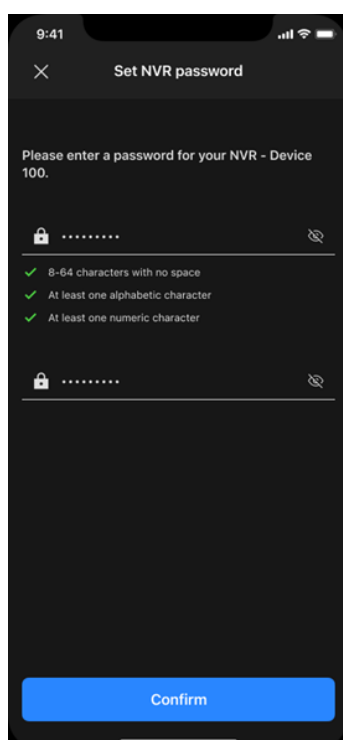 9:41
Set NVR password
Please enter a password for your NVR - Device
100.
•••••••••
8-64 characters with no space
At least one alphabetic character
At least one numeric character
•••••••••
Confirm